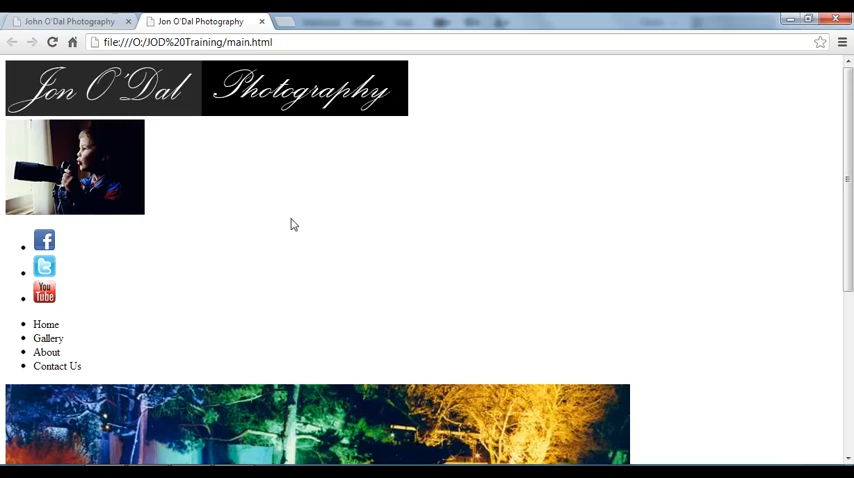 John O'Dal Photography
Jon O'Dal Photography
file:///O:/JOD%20Training/main.html
Jon O'Dal Photography
You
Tube
Home
Gallery
About
Contact Us